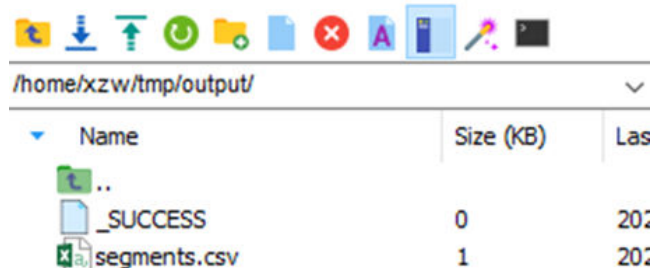 /home/xzw/tmp/output/
Name Size (KB) Las
..
_SUCCESS 0 202
segments.csv 1 202